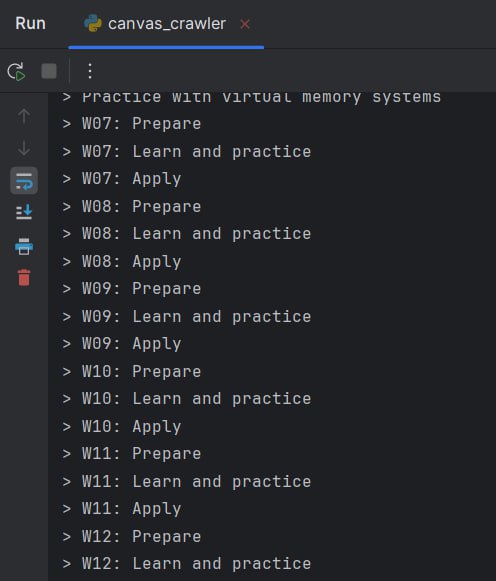 Run canvas_crawler
> Practice with virtual memory systems
> W07: Prepare
> W07: Learn and practice
> W07: Apply
> W08: Prepare
> W08: Learn and practice
> W08: Apply
> W09: Prepare
> W09: Learn and practice
> W09: Apply
> W10: Prepare
> W10: Learn and practice
> W10: Apply
> W11: Prepare
> W11: Learn and practice
> W11: Apply
> W12: Prepare
> W12: Learn and practice